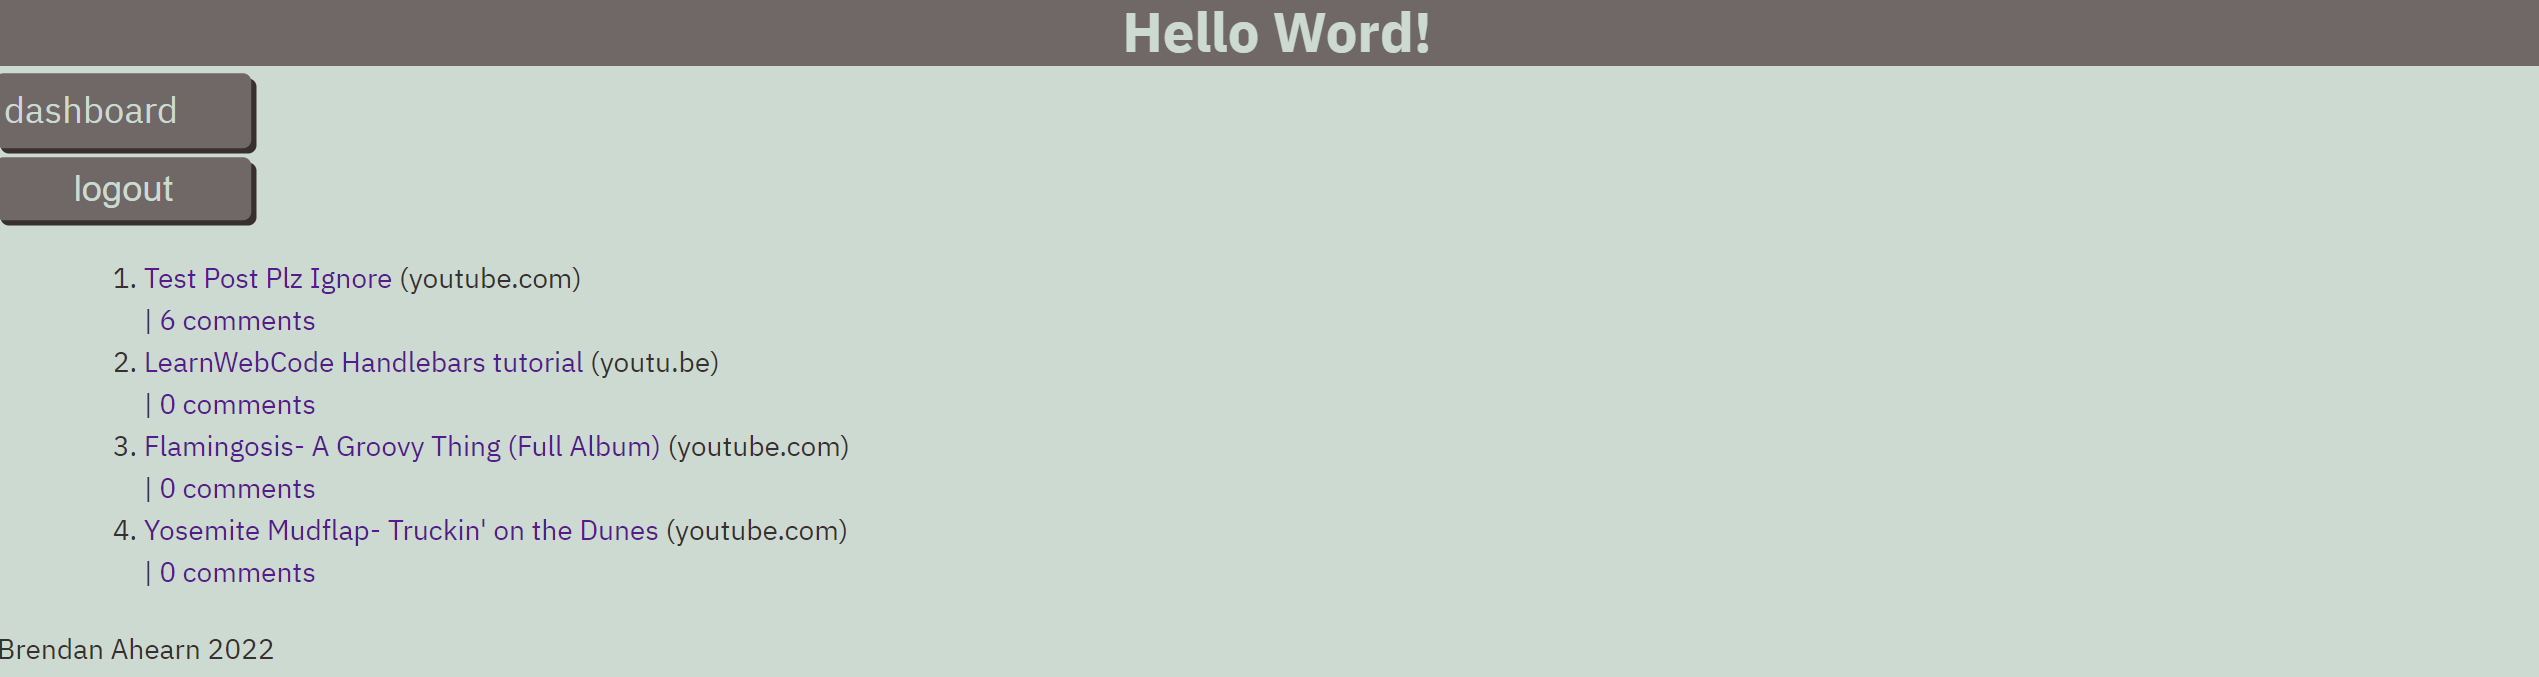 Hello Word!
dashboard
logout
1. Test Post Plz Ignore (youtube.com)
| 6 comments
2. LearnWebCode Handlebars tutorial (youtu.be)
| 0 comments
3. Flamingosis- A Groovy Thing (Full Album) (youtube.com)
| 0 comments
4. Yosemite Mudflap- Truckin' on the Dunes (youtube.com)
| 0 comments
Brendan Ahearn 2022